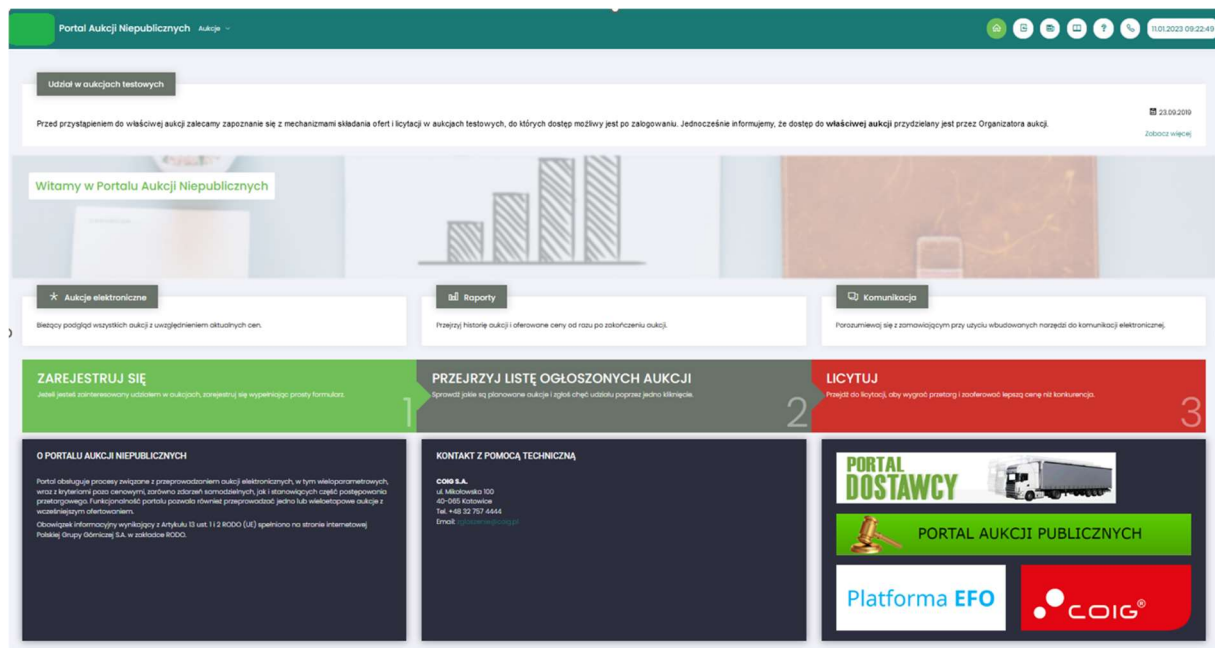 Portal Aukcji Niepublicznych Aukcje
11.01.2023 09:22:49
Udział w aukcjach testowych
23.09.2019
Przed przystąpieniem do właściwej aukcji zalecamy zapoznanie się z mechanizmami składania ofert i licytacji w aukcjach testowych, do których dostęp możliwy jest po zalogowaniu. Jednocześnie informujemy, że dostęp do właściwej aukcji przydzielany jest przez Organizatora aukcji.
Zobacz więcej
Witamy w Portalu Aukcji Niepublicznych
Aukcje elektroniczne
Bieżący podgląd wszystkich aukcji z uwzględnieniem aktualnych cen.
Raporty
Przejrzyj historię aukcji i oferowane ceny od razu po zakończeniu aukcji.
Komunikacja
Porozumiewaj się z zamawiającym przy użyciu wbudowanych narzędzi do komunikacji elektronicznej.
ZAREJESTRUJ SIĘ
Jeżeli jesteś zainteresowany udziałem w aukcjach, zarejestruj się wypełniając prosty formularz.
1
PRZEJRZYJ LISTĘ OGŁOSZONYCH AUKCJI
Sprawdź jakie są planowane aukcje i zgłoś chęć udziału poprzez jedno kliknięcie.
2
LICYTUJ
Przejdź do licytacji, aby wygrać przetarg i zaoferować lepszą cenę niż konkurencja.
3
O PORTALU AUKCJI NIEPUBLICZNYCH
Portal obsługuje procesy związane z przeprowadzaniem aukcji elektronicznych, w tym wieloparametrowych,
wraz z kryteriami poza cenowymi, zarówno zdarzeń samodzielnych, jak i stanowiących część postępowania
przetargowego. Funkcjonalność portalu pozwala również przeprowadzać jedno lub wieloetapowe aukcje z
wcześniejszym ofertowaniem.
Obowiązek informacyjny wynikający z Artykułu 13 ust. 1 i 2 RODO (UE) spełniono na stronie internetowej
Polskiej Grupy Górniczej S.A. w zakładce RODO.
KONTAKT Z POMOCĄ TECHNICZNĄ
COIG S.A.
ul. Mikołowska 100
40-065 Katowice
Tel. +48 32 757 4444
Email: zgloszenia@coig.pl
PORTAL
DOSTAWCY
PORTAL AUKCJI PUBLICZNYCH
Platforma EFO
COIG®